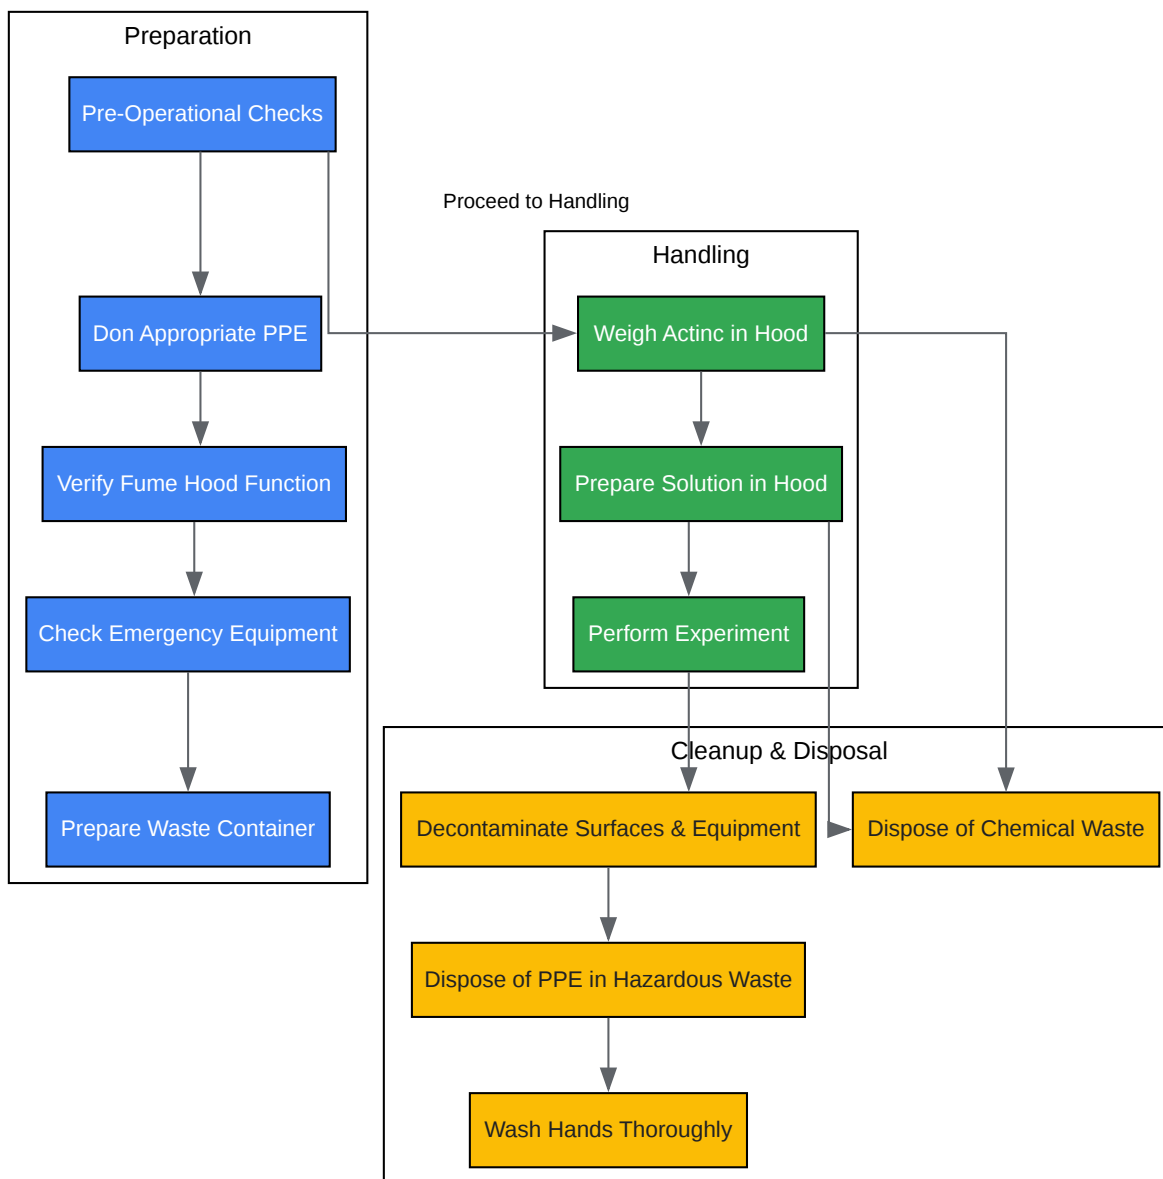 Preparation
Pre-Operational Checks
Don Appropriate PPE
Verify Fume Hood Function
Check Emergency Equipment
Prepare Waste Container
Proceed to Handling
Handling
Weigh Actinc in Hood
Prepare Solution in Hood
Perform Experiment
Cleanup & Disposal
Decontaminate Surfaces & Equipment
Dispose of Chemical Waste
Dispose of PPE in Hazardous Waste
Wash Hands Thoroughly